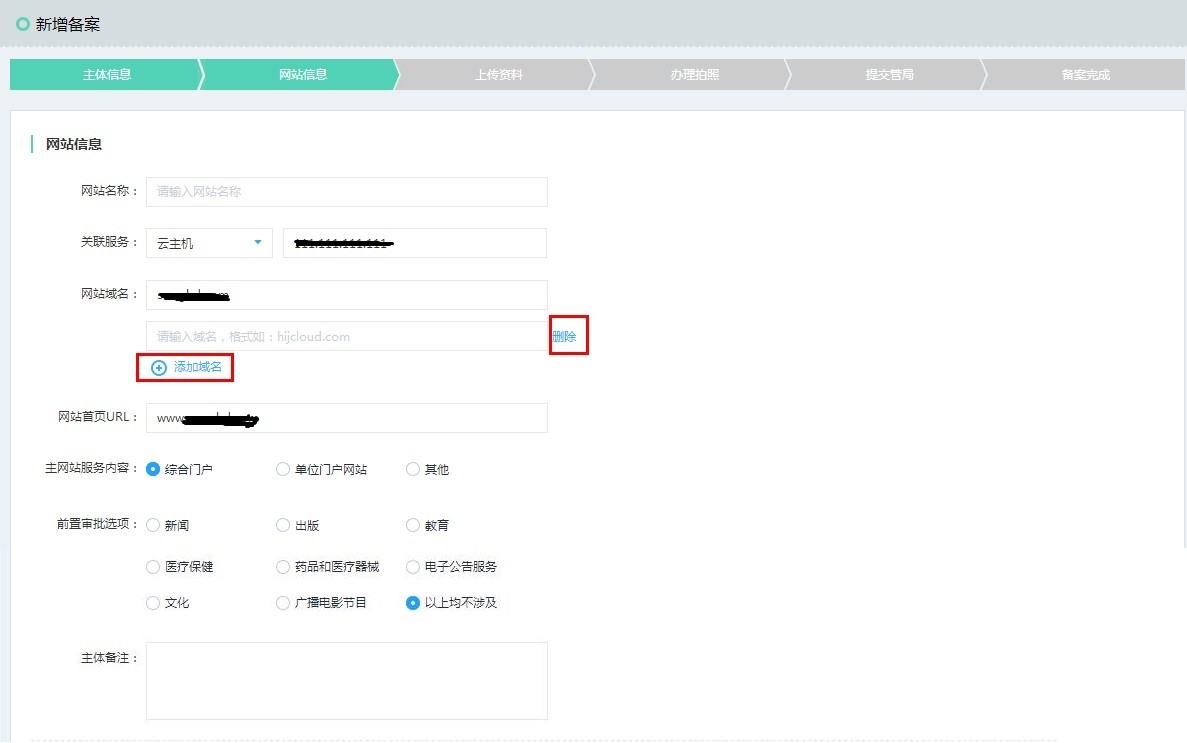 新增备案
主体信息 网站信息 上传资料 办理拍照 提交管局 备案完成
网站信息
网站名称： 请输入网站名称
关联服务： 云主机
网站域名：
请输入域名，格式如：hijcloud.com 删除
添加域名
网站首页URL： www
主网站服务内容： 综合门户 单位门户网站 其他
前置审批选项： 新闻 出版 教育
医疗保健 药品和医疗器械 电子公告服务
文化 广播电影节目 以上均不涉及
主体备注：